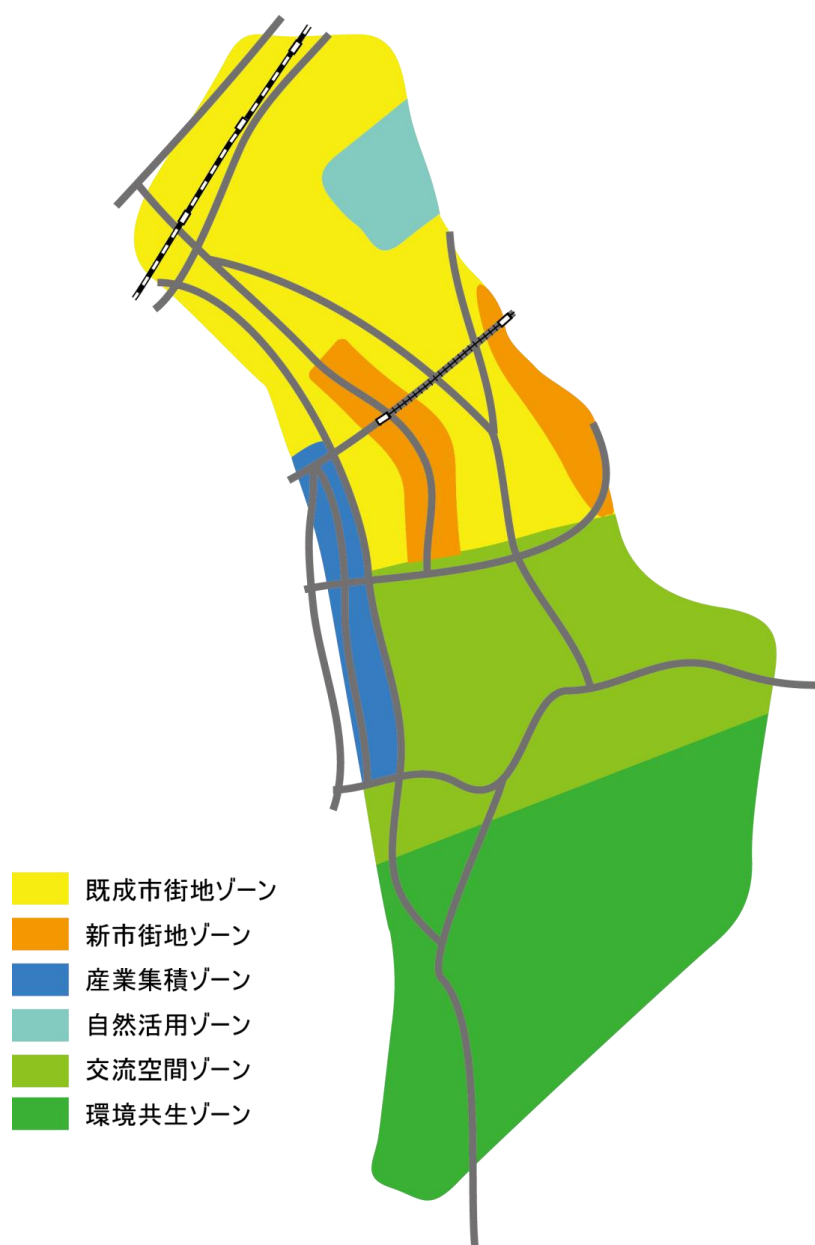 既成市街地ゾーン
新市街地ゾーン
産業集積ゾーン
自然活用ゾーン
交流空間ゾーン
環境共生ゾーン